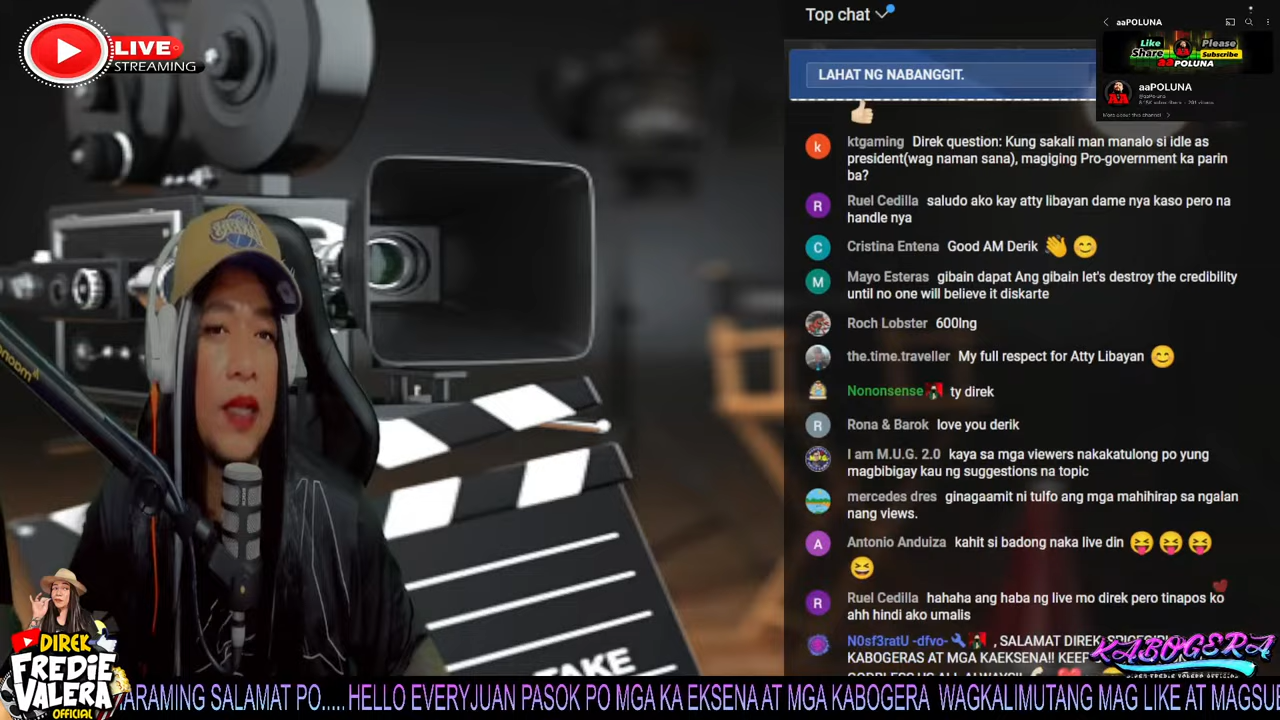 LIVE
STREAMING
Top chat
aaPOLUNA
Like
Share
Please
Subscribe
aaPOLUNA
aaPOLUNA
More about this channel
LAHAT NG NABANGGIT.
ktgaming Direk question: Kung sakali man manalo si idle as
president(wag naman sana), magiging Pro-government ka parin
ba?
Ruel Cedilla saludo ako kay atty libayan dame nya kaso pero na
handle nya
Cristina Entena Good AM Derik 👋 😊
Mayo Esteras gibain dapat Ang gibain let's destroy the credibility
until no one will believe it diskarte
Roch Lobster 600lng
the.time.traveller My full respect for Atty Libayan 😊
Nononsense ty direk
Rona & Barok love you derik
I am M.U.G. 2.0 kaya sa mga viewers nakakatulong po yung
magbibigay kau ng suggestions na topic
mercedes dres ginagaamit ni tulfo ang mga mahihirap sa ngalan
nang views.
Antonio Anduiza kahit si badong naka live din 😝 😝 😝
😆
Ruel Cedilla hahaha ang haba ng live mo direk pero tinapos ko
ahh hindi ako umalis
N0sf3ratU -dfvo- , SALAMAT DIREK
KABOGERAS AT MGA KAEKSENA!! KEEP
KABOGERA
TAKE
DIREK
FREDIE
VALERA
OFFICIAL
ARAMING SALAMAT PO..... HELLO EVERYJUAN PASOK PO MGA KA EKSENA AT MGA KABOGERA WAGKALIMUTANG MAG LIKE AT MAGSUB